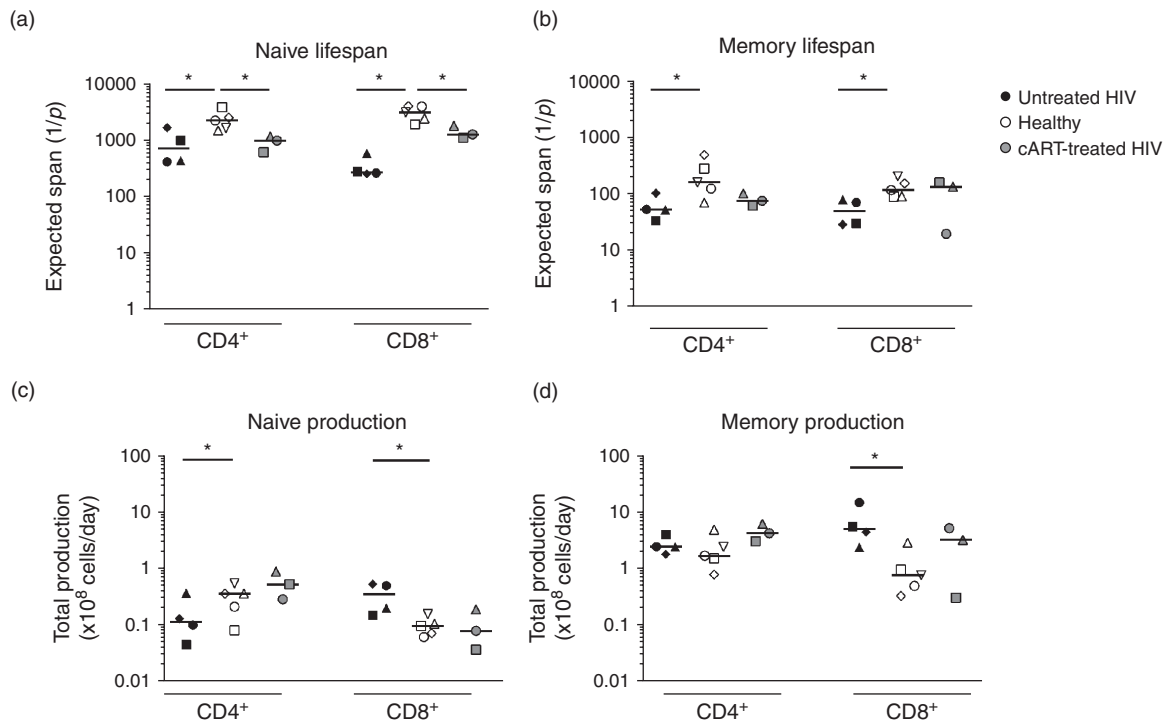 (a)
Naive lifespan
* * * *
10000
1000
100
10
1
Expected span (1/p)
CD4+ CD8+
(b)
Memory lifespan
* *
10000
1000
100
10
1
Expected span (1/p)
CD4+ CD8+
Untreated HIV
Healthy
cART-treated HIV
(c)
Naive production
* *
100
10
1
0.1
0.01
Total production
(x10⁸ cells/day)
CD4+ CD8+
(d)
Memory production
*
100
10
1
0.1
0.01
Total production
(x10⁸ cells/day)
CD4+ CD8+